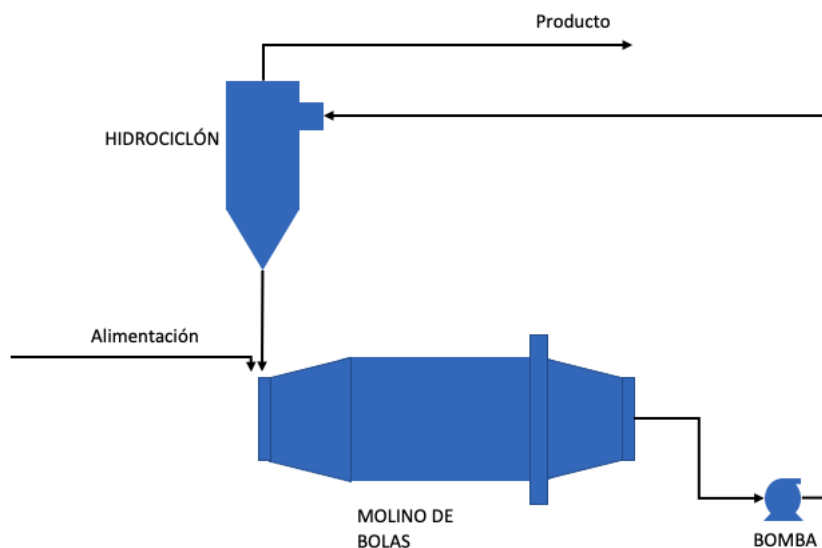 Producto
HIDROCICLÓN
Alimentación
MOLINO DE
BOLAS
BOMBA